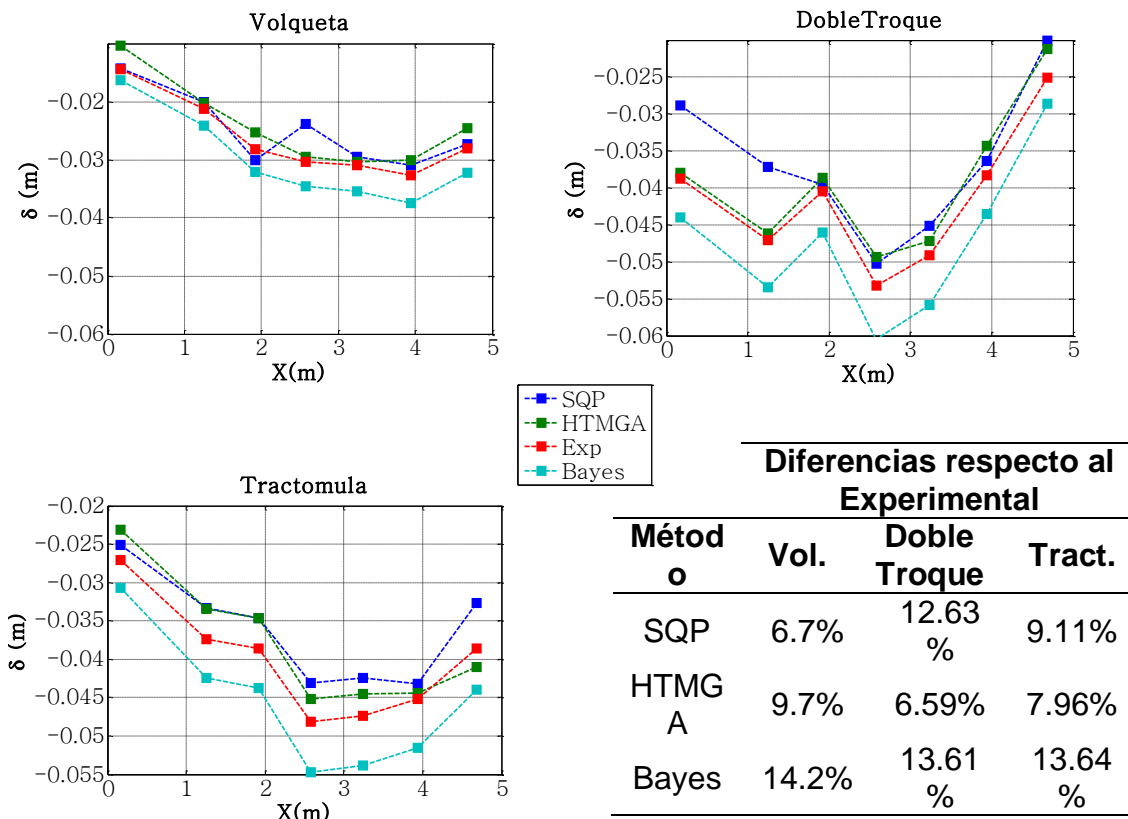 Volqueta
-0.02
-0.03
-0.04
-0.05
-0.06
0 1 2 3 4 5
δ (m)
X(m)
DobleTroque
-0.025
-0.03
-0.035
-0.04
-0.045
-0.05
-0.055
-0.06
0 1 2 3 4 5
δ (m)
X(m)
SQP
HTMGA
Exp
Bayes
Tractomula
-0.02
-0.025
-0.03
-0.035
-0.04
-0.045
-0.05
-0.055
0 1 2 3 4 5
δ (m)
X(m)
Diferencias respecto al
Experimental
Métod
o
Vol.
Doble
Troque
Tract.
SQP
6.7%
12.63
%
9.11%
HTMG
A
9.7%
6.59%
7.96%
Bayes
14.2%
13.61
%
13.64
%